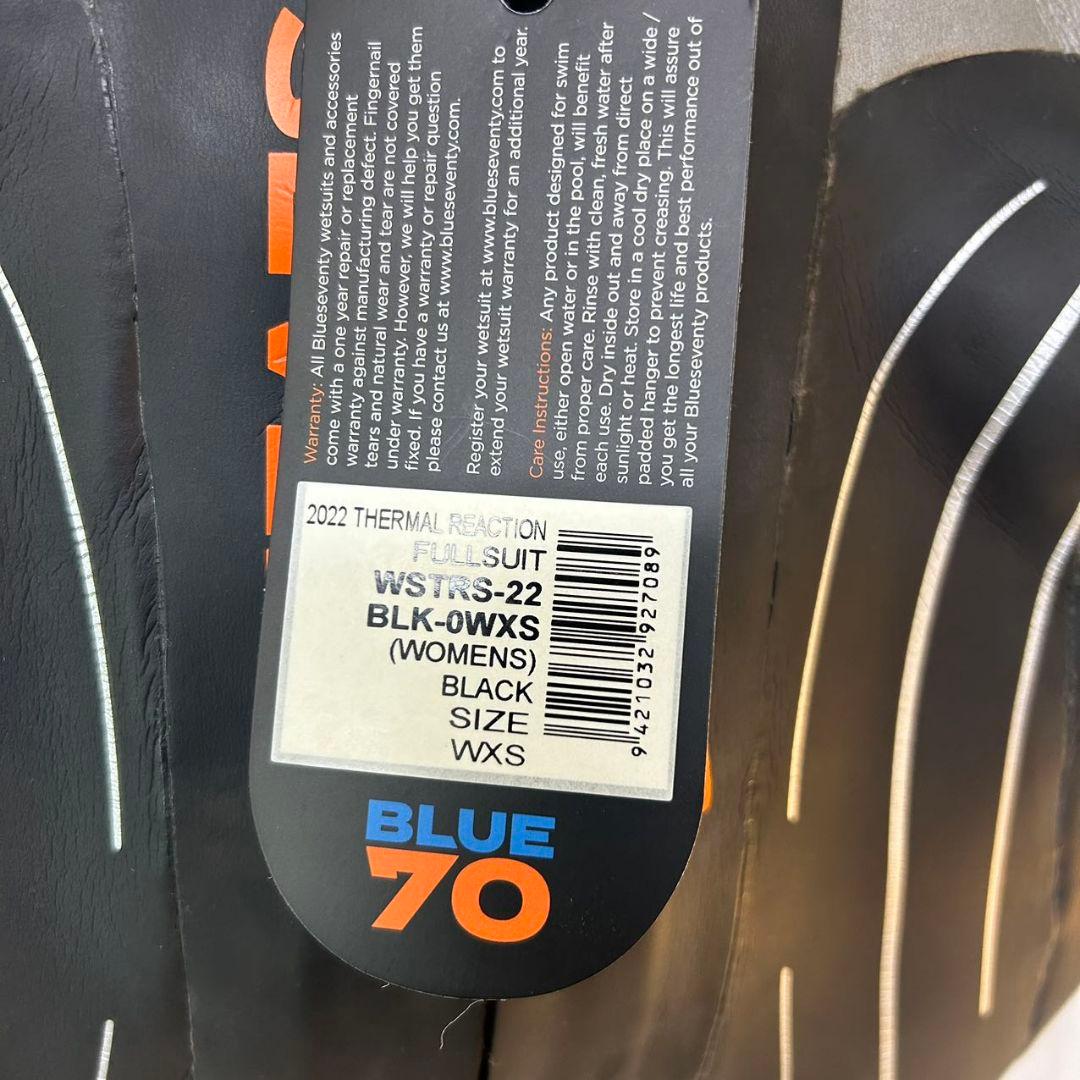 Warranty: All Blueseventy wetsuits and accessories
come with a one year repair or replacement
warranty against manufacturing defect. Fingernail
tears and natural wear and tear are not covered
under warranty. However, we will help you get them
fixed. If you have a warranty or repair question
please contact us at www.blueseventy.com.
Register your wetsuit at www.blueseventy.com to
extend your wetsuit warranty for an additional year.
Care Instructions: Any product designed for swim
use, either open water or in the pool, will benefit
from proper care. Rinse with clean, fresh water after
each use. Dry inside out and away from direct
sunlight or heat. Store in a cool dry place on a wide /
padded hanger to prevent creasing. This will assure
you get the longest life and best performance out of
all your Blueseventy products.
2022 THERMAL REACTION
FULLSUIT
WSTRS-22
BLK-0WXS
(WOMENS)
BLACK
SIZE
WXS
9 421032 927089
BLUE
70